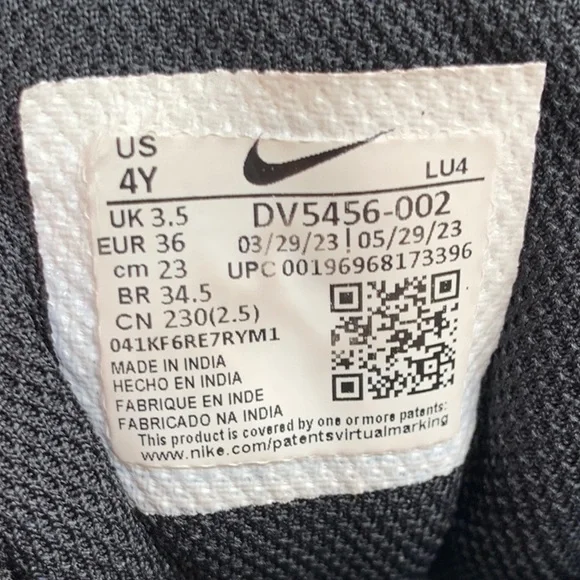 US
4Y
LU4
UK 3.5 DV5456-002
EUR 36 03/29/23 | 05/29/23
cm 23 UPC 00196968173396
BR 34.5
CN 230(2.5)
041KF6RE7RYM1
MADE IN INDIA
HECHO EN INDIA
FABRIQUE EN INDE
FABRICADO NA INDIA
This product is covered by one or more patents:
www.nike.com/patentsvirtualmarking